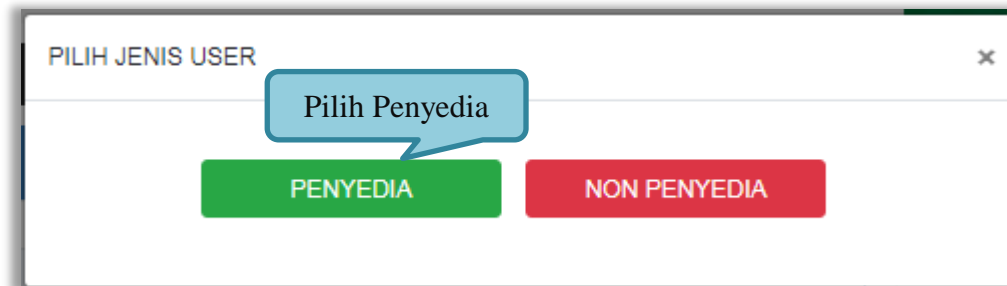 PILIH JENIS USER ×
Pilih Penyedia
PENYEDIA NON PENYEDIA